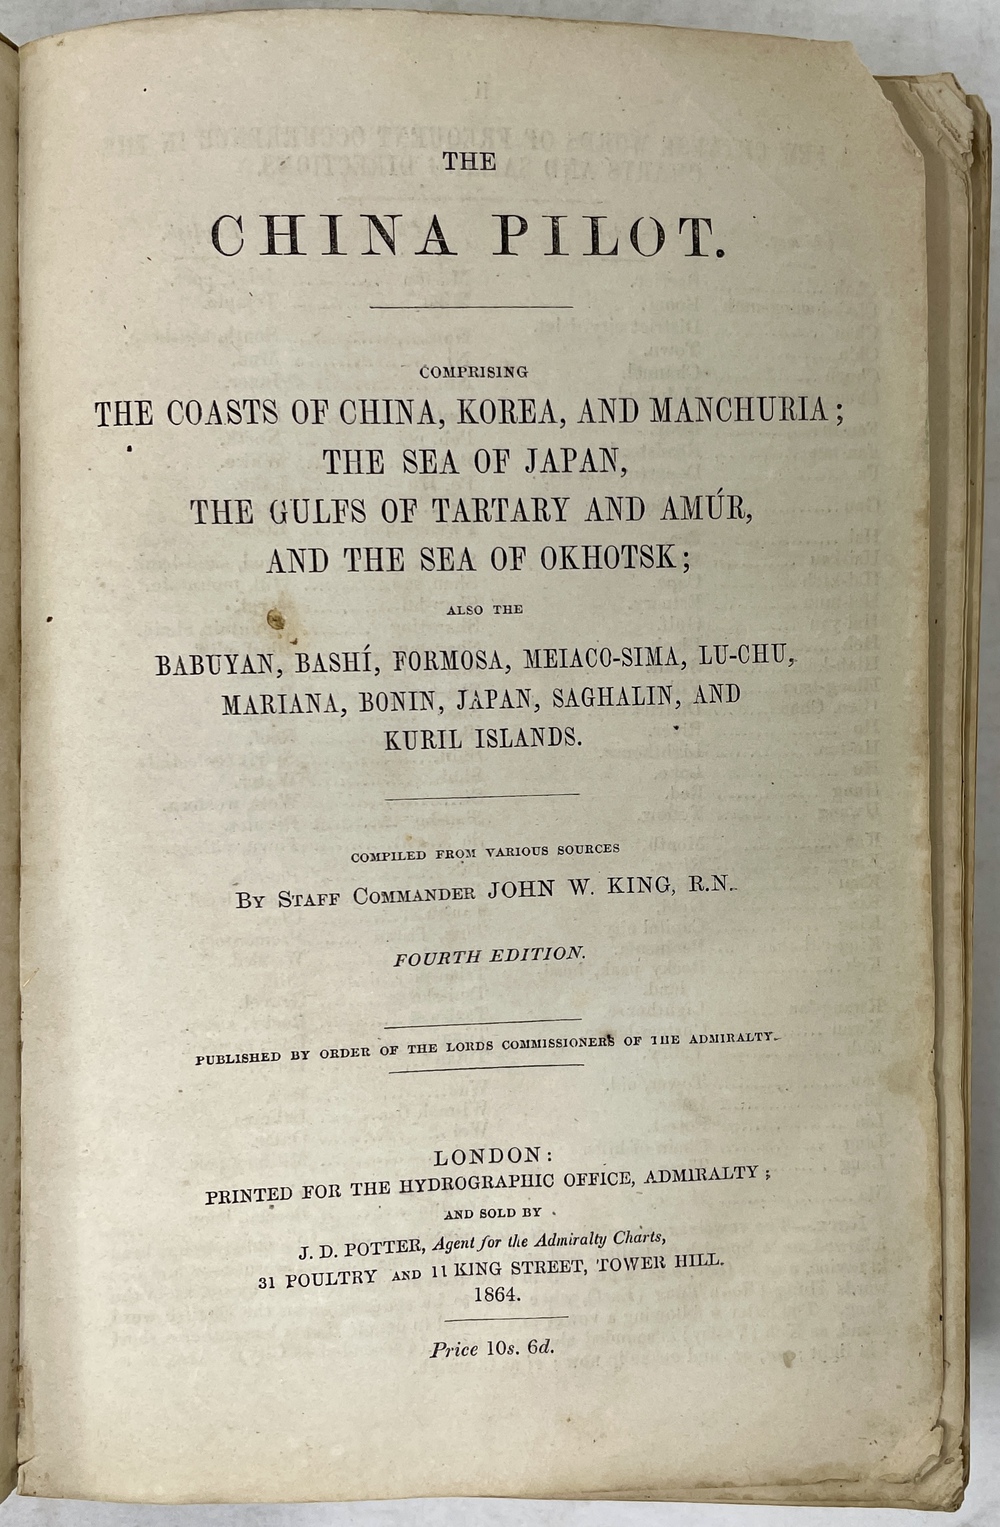 THE
CHINA PILOT.
COMPRISING
THE COASTS OF CHINA, KOREA, AND MANCHURIA;
THE SEA OF JAPAN,
THE GULFS OF TARTARY AND AMÚR,
AND THE SEA OF OKHOTSK;
ALSO THE
BABUYAN, BASHÍ, FORMOSA, MEIACO-SIMA, LU-CHU,
MARIANA, BONIN, JAPAN, SAGHALIN, AND
KURIL ISLANDS.
COMPILED FROM VARIOUS SOURCES
BY STAFF COMMANDER JOHN W. KING, R.N.
FOURTH EDITION.
PUBLISHED BY ORDER OF THE LORDS COMMISSIONERS OF THE ADMIRALTY.
LONDON:
PRINTED FOR THE HYDROGRAPHIC OFFICE, ADMIRALTY;
AND SOLD BY
J. D. POTTER, Agent for the Admiralty Charts,
31 POULTRY AND 11 KING STREET, TOWER HILL.
1864.
Price 10s. 6d.